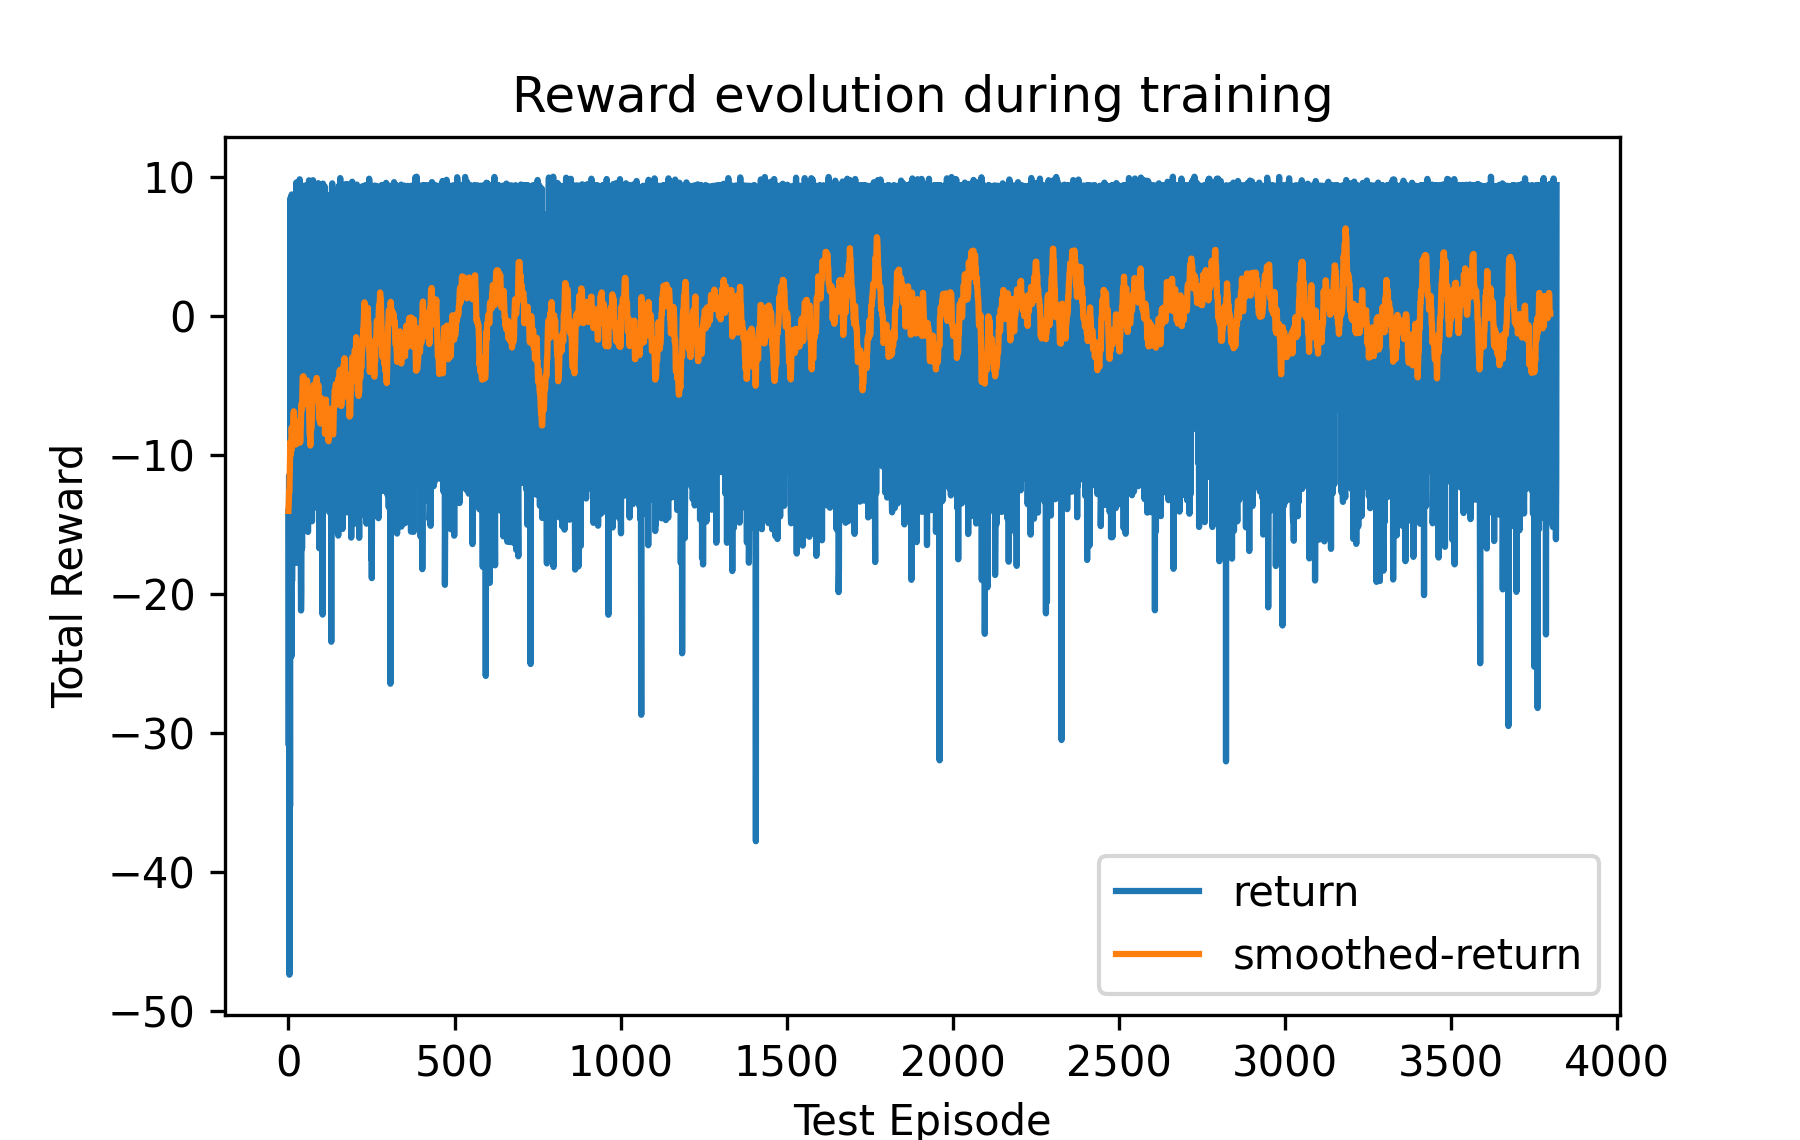 Reward evolution during training
Total Reward
10
0
−10
−20
−30
−40
−50
return
smoothed-return
0 500 1000 1500 2000 2500 3000 3500 4000
Test Episode